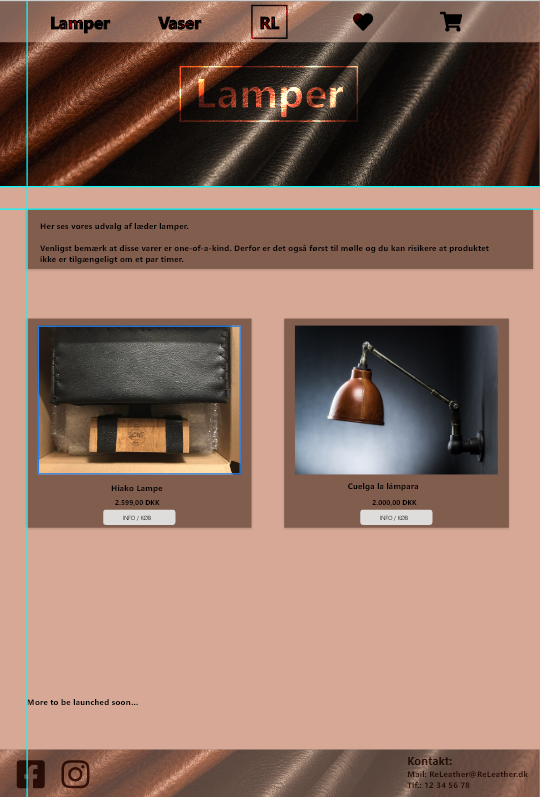 Lamper
Vaser
RL
Lamper
Her ses vores udvalg af læder lamper.
Venligst bemærk at disse varer er one-of-a-kind. Derfor er det også først til mølle og du kan risikere at produktet
ikke er tilgængeligt om et par timer.
Hiako Lampe
2.599,00 DKK
INFO / KØB
Cuelga la lámpara
2.000,00 DKK
INFO / KØB
More to be launched soon...
Kontakt:
Mail: ReLeather@ReLeather.dk
Tlf.: 12 34 56 78